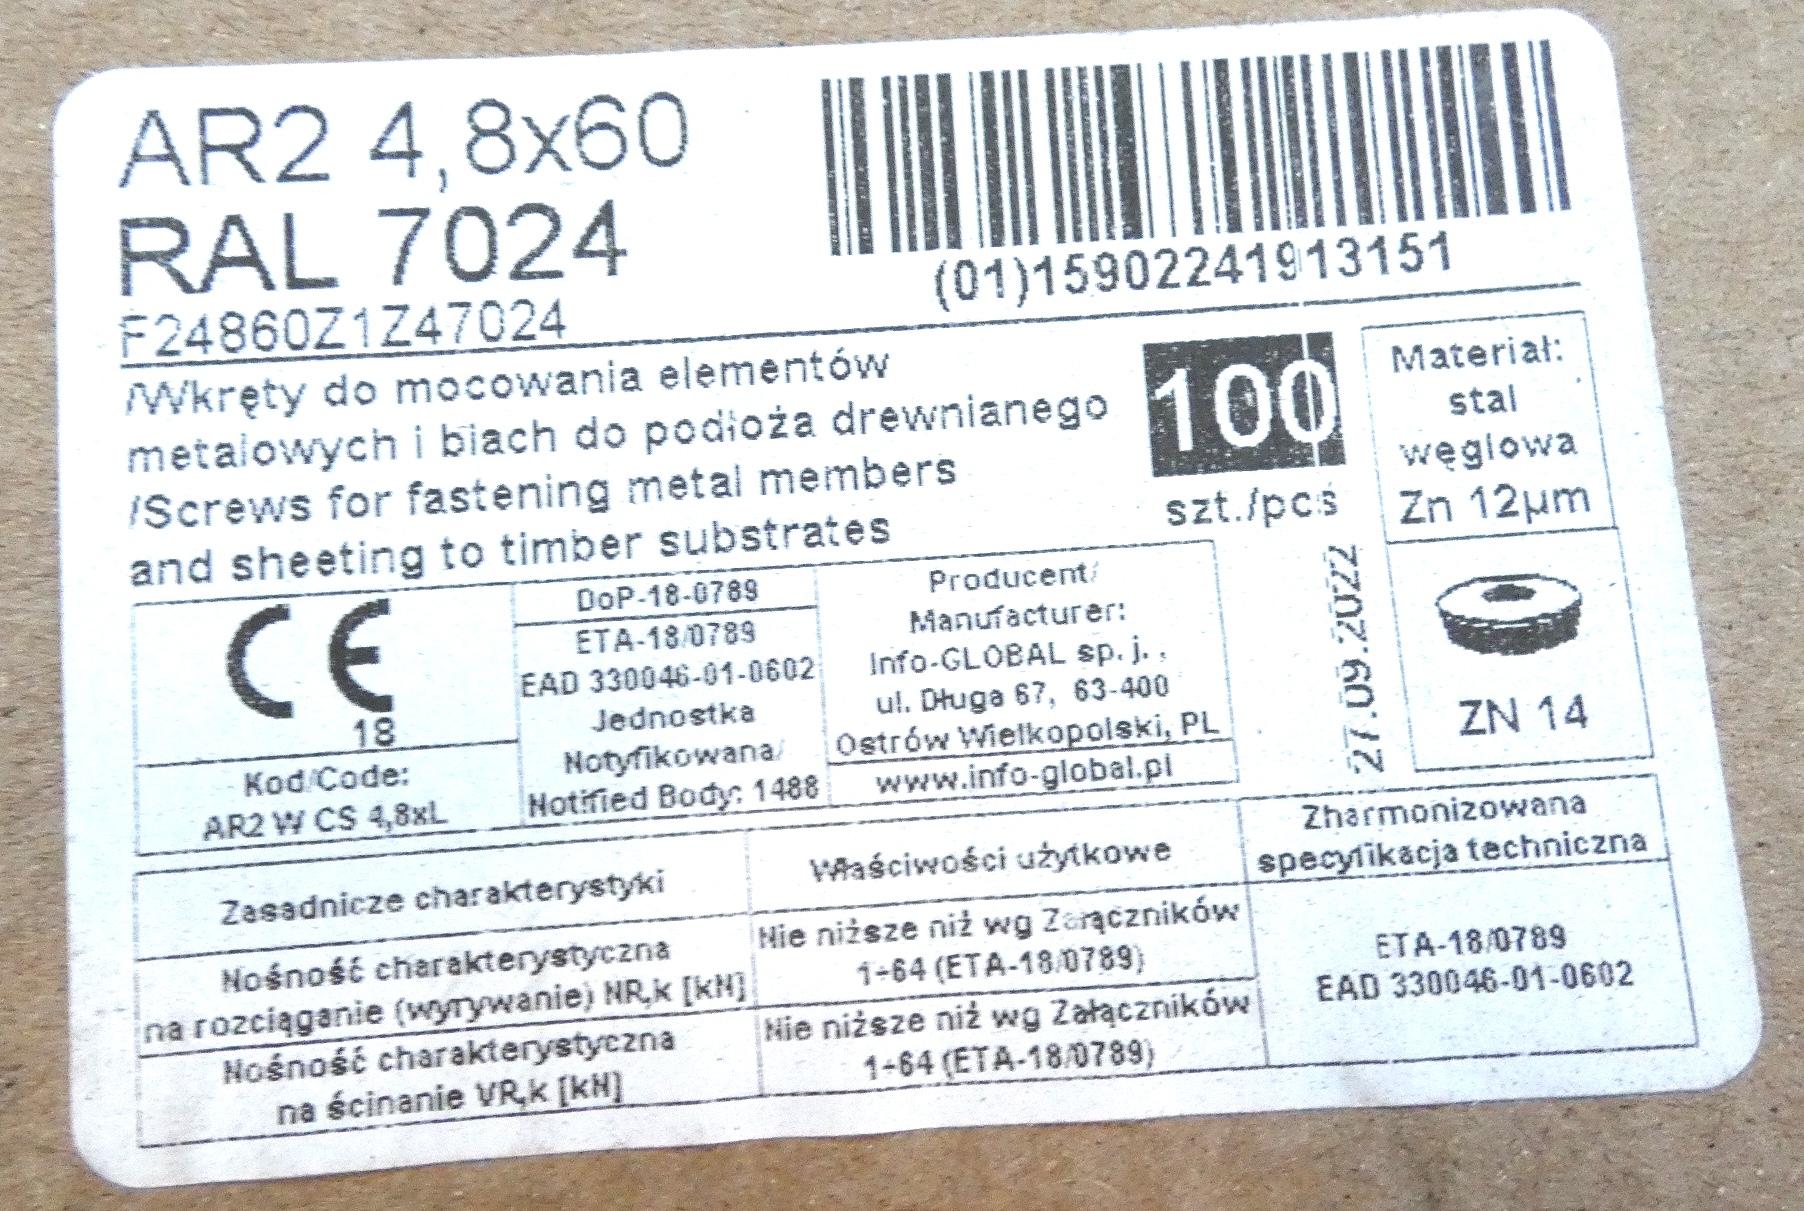 AR2 4,8x60
RAL 7024
F24860Z1Z47024
(01)15902241913151
/Wkręty do mocowania elementów
metalowych i blach do podłoża drewnianego
/Screws for fastening metal members
and sheeting to timber substrates
100
szt./pcs
Materiał:
stal
węglowa
Zn 12µm
CE
18
Kod/Code:
AR2 W CS 4,8xL
DoP-18-0789
ETA-18/0789
EAD 330046-01-0602
Jednostka
Notyfikowana/
Notified Body: 1488
Producent/
Manufacturer:
Info-GLOBAL sp. j. ,
ul. Długa 67, 63-400
Ostrów Wielkopolski, PL
www.info-global.pl
27.09.2022
ZN 14
Zasadnicze charakterystyki
Właściwości użytkowe
Zharmonizowana
specyfikacja techniczna
Nośność charakterystyczna
na rozciąganie (wyrywanie) NR,k [kN]
Nie niższe niż wg Załączników
1÷64 (ETA-18/0789)
ETA-18/0789
EAD 330046-01-0602
Nośność charakterystyczna
na ścinanie VR,k [kN]
Nie niższe niż wg Załączników
1÷64 (ETA-18/0789)